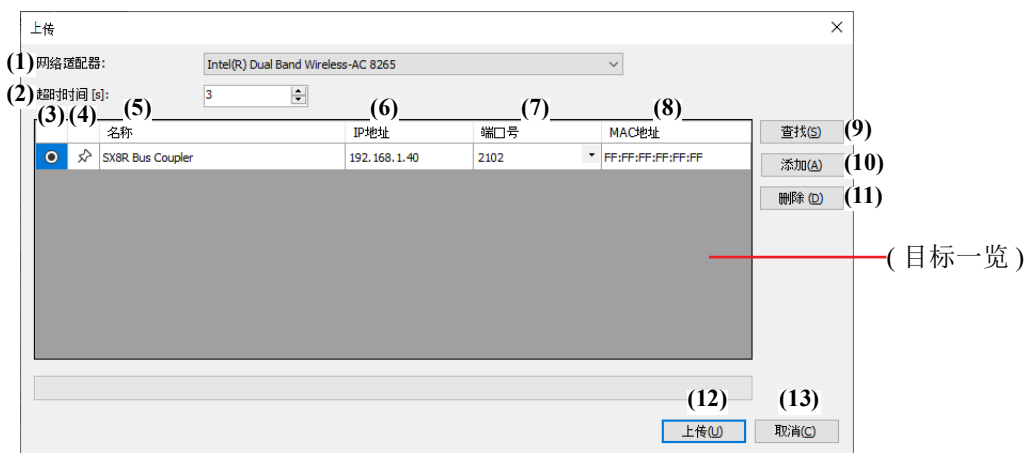 上传
(1) 网络适配器: Intel(R) Dual Band Wireless-AC 8265
(2) 超时时间 [s]: 3
(3) (4) (5) (6) (7) (8)
名称 IP地址 端口号 MAC地址
SX8R Bus Coupler 192.168.1.40 2102 FF:FF:FF:FF:FF:FF
查找(S) (9)
添加(A) (10)
删除 (D) (11)
( 目标一览 )
(12) (13)
上传(U) 取消(C)